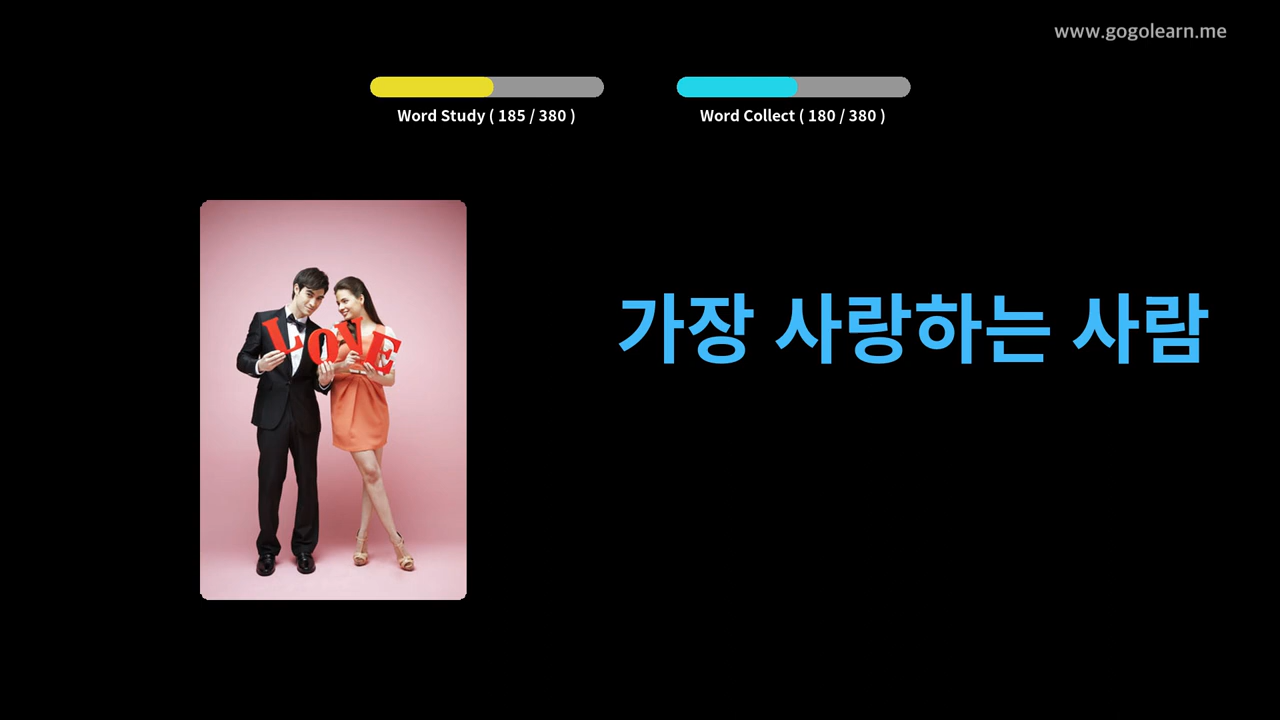 www.gogolearn.me
Word Study ( 185 / 380 )
Word Collect ( 180 / 380 )
LOVE
가장 사랑하는 사람